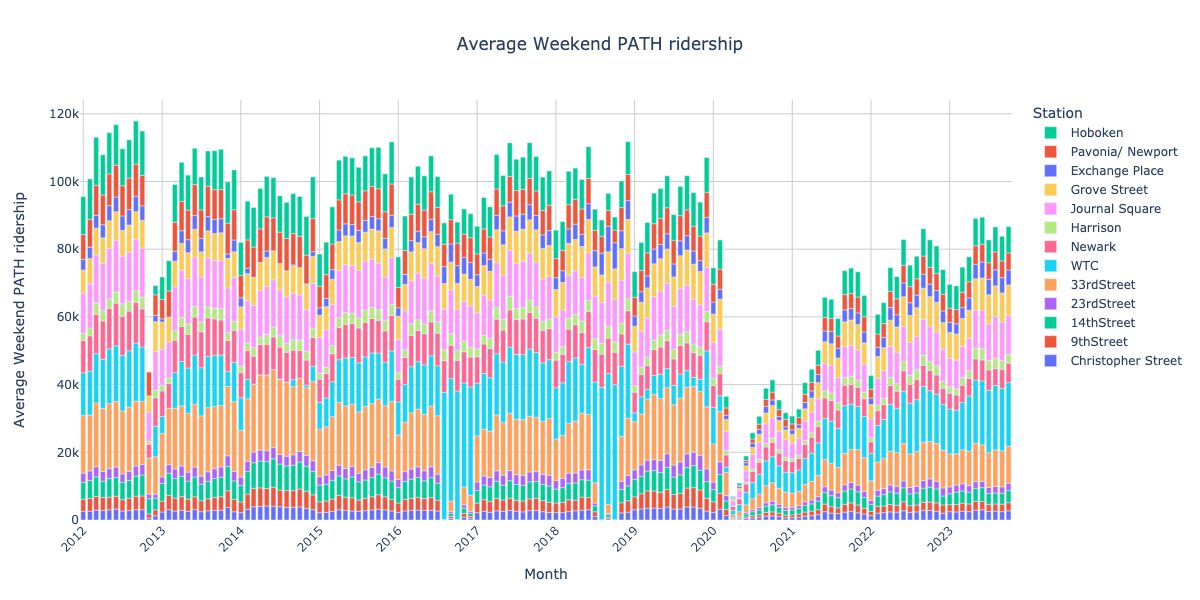 Average Weekend PATH ridership
Average Weekend PATH ridership
120k
100k
80k
60k
40k
20k
0
2012
2013
2014
2015
2016
2017
2018
2019
2020
2021
2022
2023
Month
Station
Hoboken
Pavonia/ Newport
Exchange Place
Grove Street
Journal Square
Harrison
Newark
WTC
33rdStreet
23rdStreet
14thStreet
9thStreet
Christopher Street